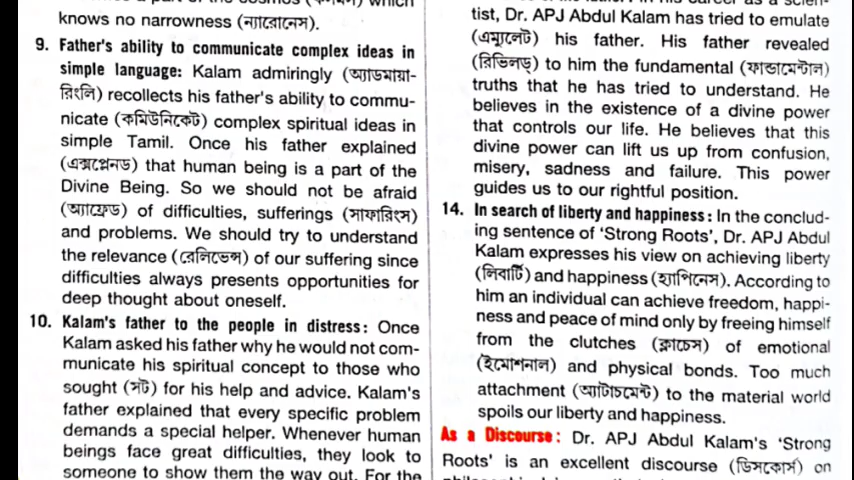 knows no narrowness (ন্যারোনেস).
9. Father's ability to communicate complex ideas in
simple language: Kalam admiringly (অ্যাডমায়া-
রিংলি) recollects his father's ability to commu-
nicate (কমিউনিকেট) complex spiritual ideas in
simple Tamil. Once his father explained
(এক্সপ্লেনড) that human being is a part of the
Divine Being. So we should not be afraid
(অ্যাফ্রেড) of difficulties, sufferings (সাফারিংস)
and problems. We should try to understand
the relevance (রেলিভেন্স) of our suffering since
difficulties always presents opportunities for
deep thought about oneself.
10. Kalam's father to the people in distress: Once
Kalam asked his father why he would not com-
municate his spiritual concept to those who
sought (সট) for his help and advice. Kalam's
father explained that every specific problem
demands a special helper. Whenever human
beings face great difficulties, they look to
someone to show them the way out. For the
tist, Dr. APJ Abdul Kalam has tried to emulate
(এম্যুলেট) his father. His father revealed
(রিভিলড্) to him the fundamental (ফান্ডামেন্টাল)
truths that he has tried to understand. He
believes in the existence of a divine power
that controls our life. He believes that this
divine power can lift us up from confusion,
misery, sadness and failure. This power
guides us to our rightful position.
14. In search of liberty and happiness: In the conclud-
ing sentence of 'Strong Roots', Dr. APJ Abdul
Kalam expresses his view on achieving liberty
(লিবার্টি) and happiness (হ্যাপিনেস). According to
him an individual can achieve freedom, happi-
ness and peace of mind only by freeing himself
from the clutches (ক্লাচেস) of emotional
(ইমোশনাল) and physical bonds. Too much
attachment (অ্যাটাচমেন্ট) to the material world
spoils our liberty and happiness.
As a Discourse: Dr. APJ Abdul Kalam's 'Strong
Roots' is an excellent discourse (ডিসকোর্স) on